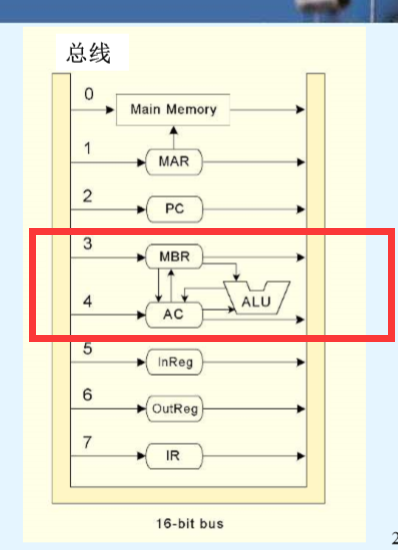 总线
0
Main Memory
1
MAR
2
PC
3
MBR
ALU
4
AC
5
InReg
6
OutReg
7
IR
16-bit bus
2